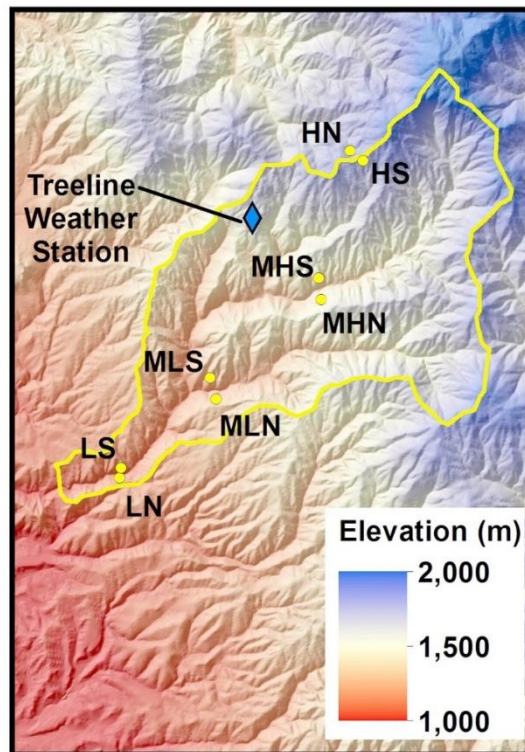 HN
HS
Treeline
Weather
Station
MHS
MHN
MLS
MLN
LS
LN
Elevation (m)
2,000
1,500
1,000